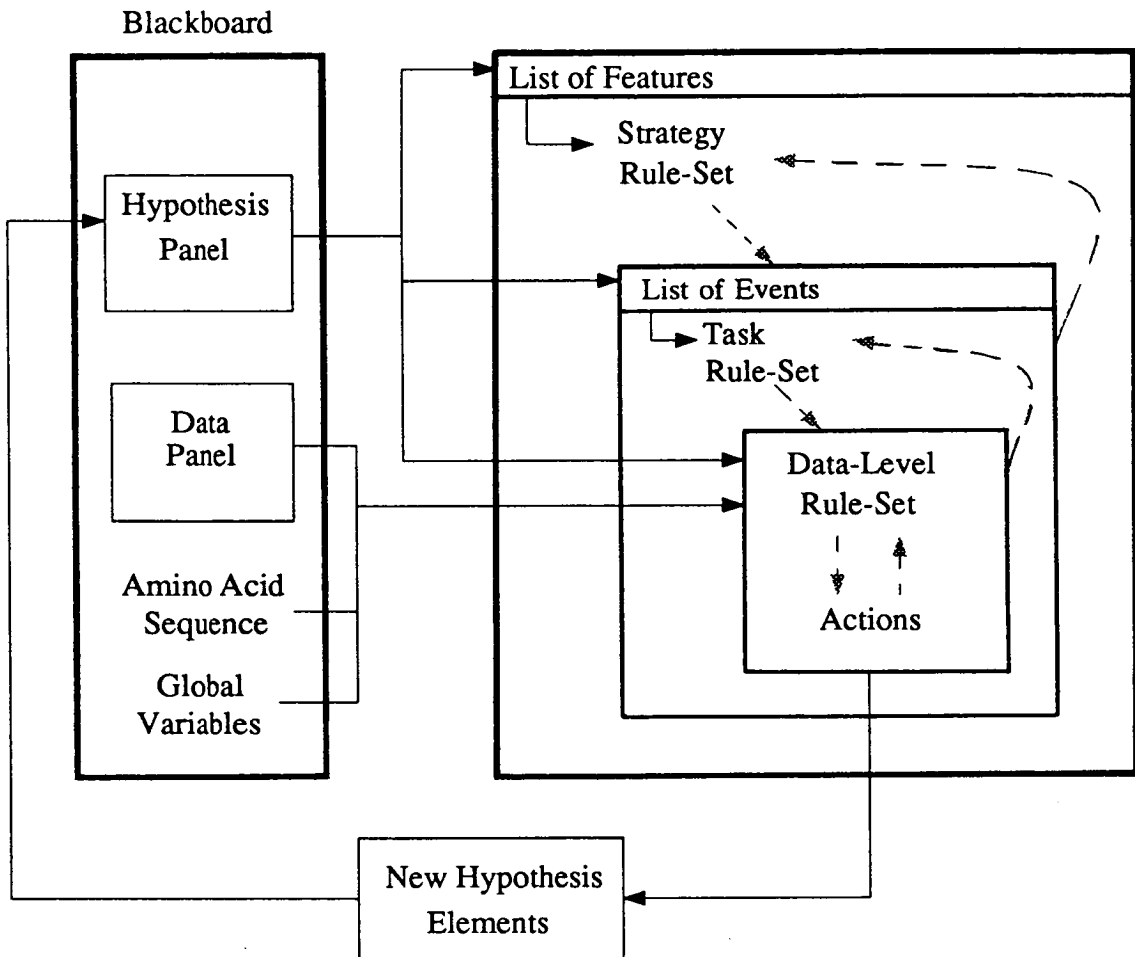 Blackboard
Hypothesis
Panel
Data
Panel
Amino Acid
Sequence
Global
Variables
List of Features
Strategy
Rule-Set
List of Events
Task
Rule-Set
Data-Level
Rule-Set
Actions
New Hypothesis
Elements